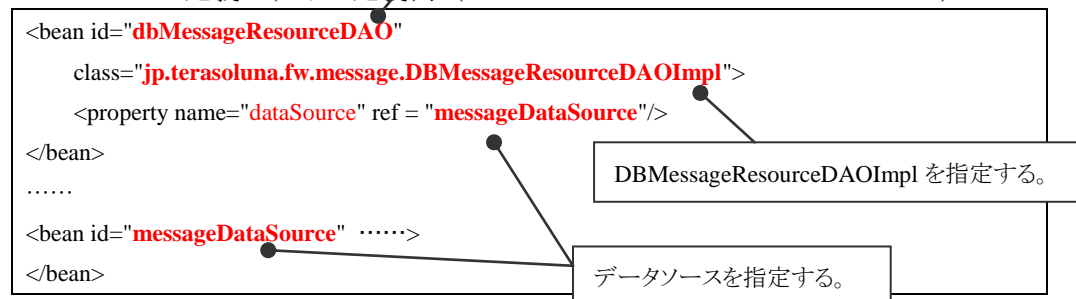 <bean id="dbMessageResourceDAO"
class="jp.terasoluna.fw.message.DBMessageResourceDAOImpl">
<property name="dataSource" ref = "messageDataSource"/>
</bean>
……
DBMessageResourceDAOImpl を指定する。
<bean id="messageDataSource" ……>
</bean>
データソースを指定する。